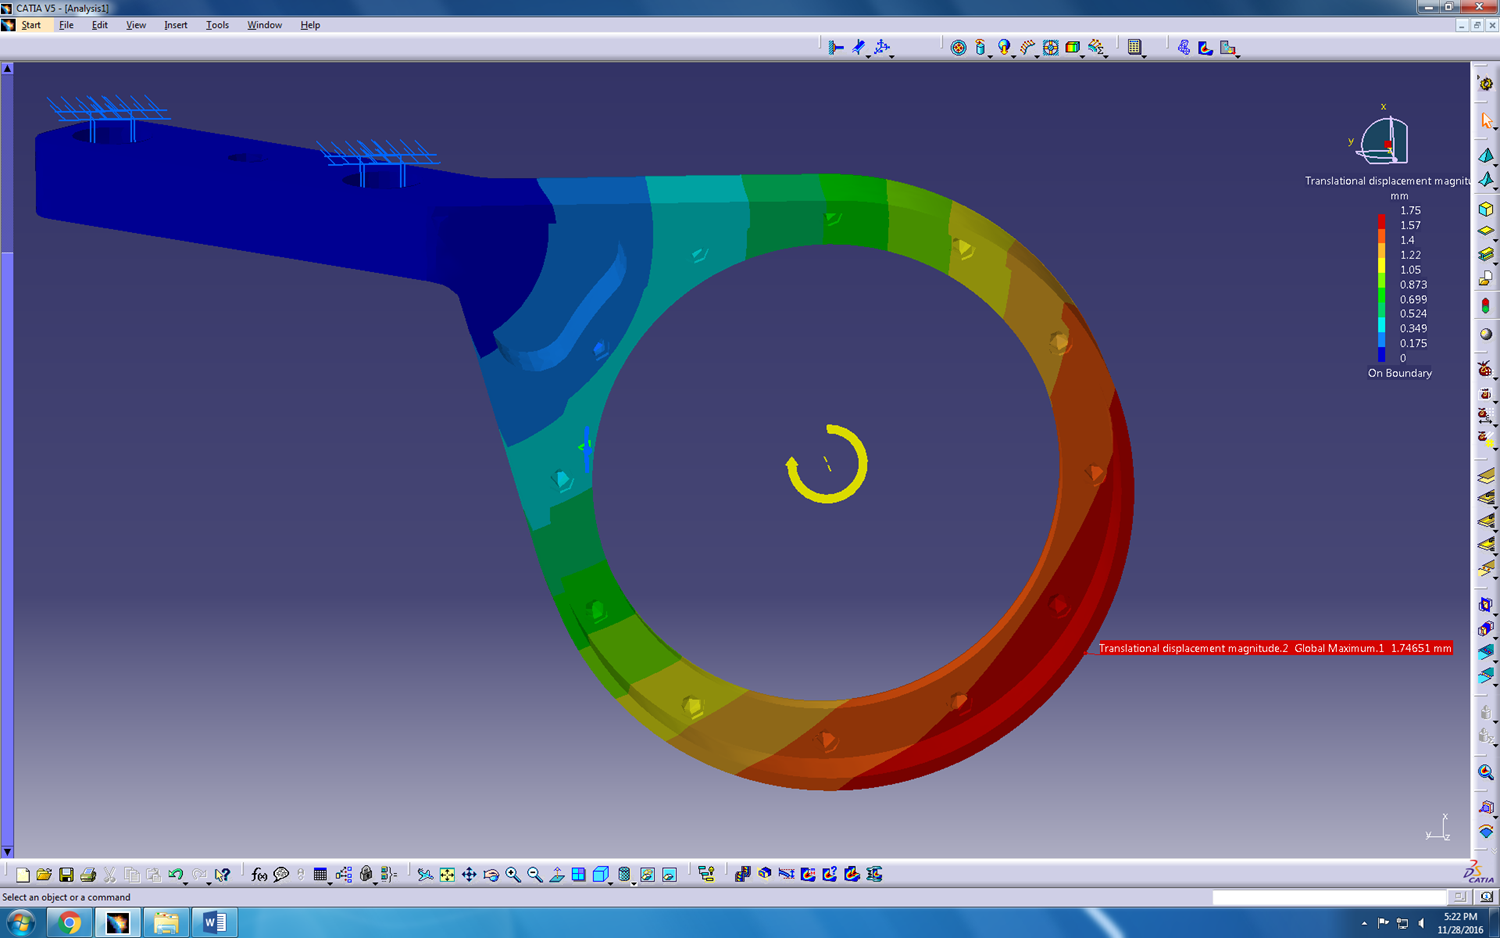 CATIA V5 - [Analysis1]
Start File Edit View Insert Tools Window Help
x
y
z
Translational displacement magnitu
mm
1.75
1.57
1.4
1.22
1.05
0.873
0.699
0.524
0.349
0.175
0
On Boundary
Translational displacement magnitude.2 Global Maximum.1 1.74651 mm
x
y
z
f(x)
CATIA
Select an object or a command
W
5:22 PM
11/28/2016